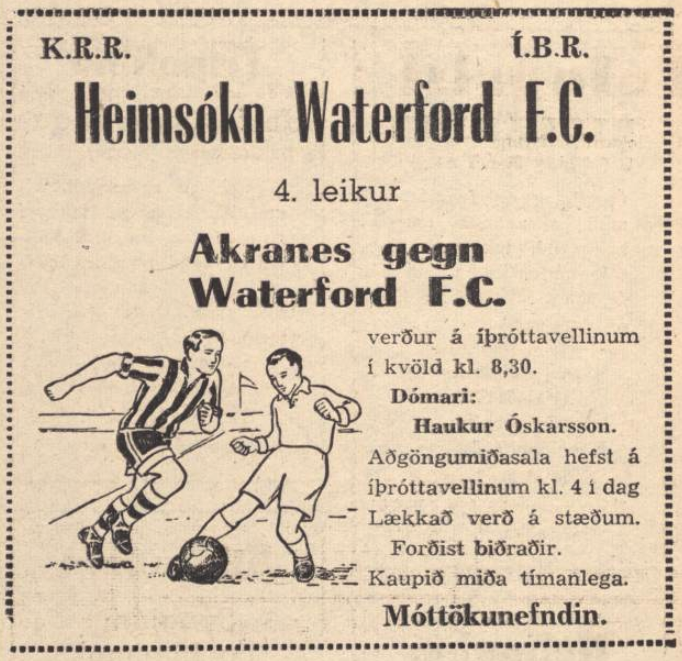 K.R.R. Í.B.R.
Heimsókn Waterford F.C.
4. leikur
Akranes gegn
Waterford F.C.
verður á íþróttavellinum
í kvöld kl. 8,30.
Dómari:
Haukur Óskarsson.
Aðgöngumiðasala hefst á
íþróttavellinum kl. 4 í dag
Lækkað verð á stæðum.
Forðist biðraðir.
Kaupið miða tímanlega.
Móttökunefndin.